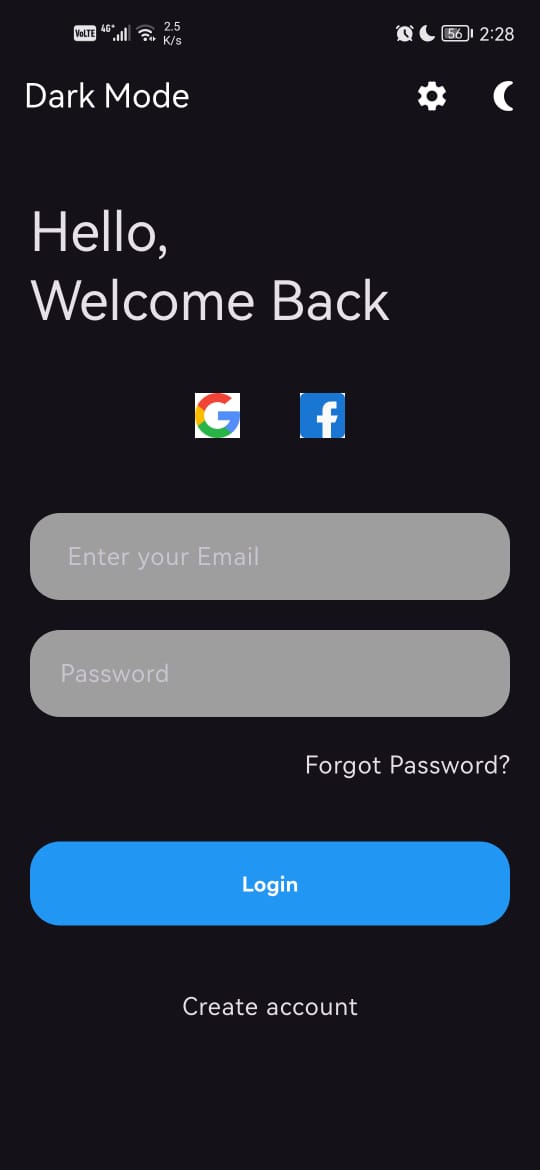 VoLTE 4G+ 2.5 K/s 56 2:28
Dark Mode
Hello,
Welcome Back
Enter your Email
Password
Forgot Password?
Login
Create account